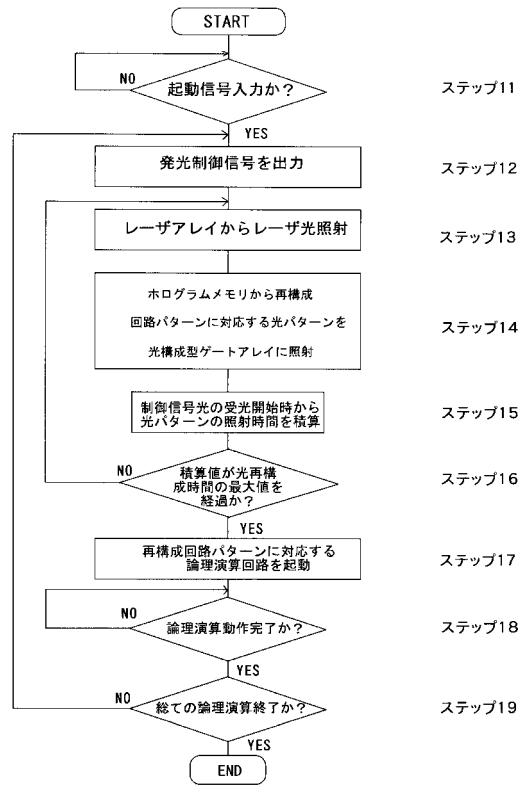 START
起動信号入力か?
NO
YES
ステップ11
発光制御信号を出力
ステップ12
レーザアレイからレーザ光照射
ステップ13
ホログラムメモリから再構成
回路パターンに対応する光パターンを
光構成型ゲートアレイに照射
ステップ14
制御信号光の受光開始時から
光パターンの照射時間を積算
ステップ15
NO
積算値が光再構
成時間の最大値を
経過か?
ステップ16
YES
再構成回路パターンに対応する
論理演算回路を起動
ステップ17
NO
論理演算動作完了か?
ステップ18
YES
NO
総ての論理演算終了か?
ステップ19
YES
END